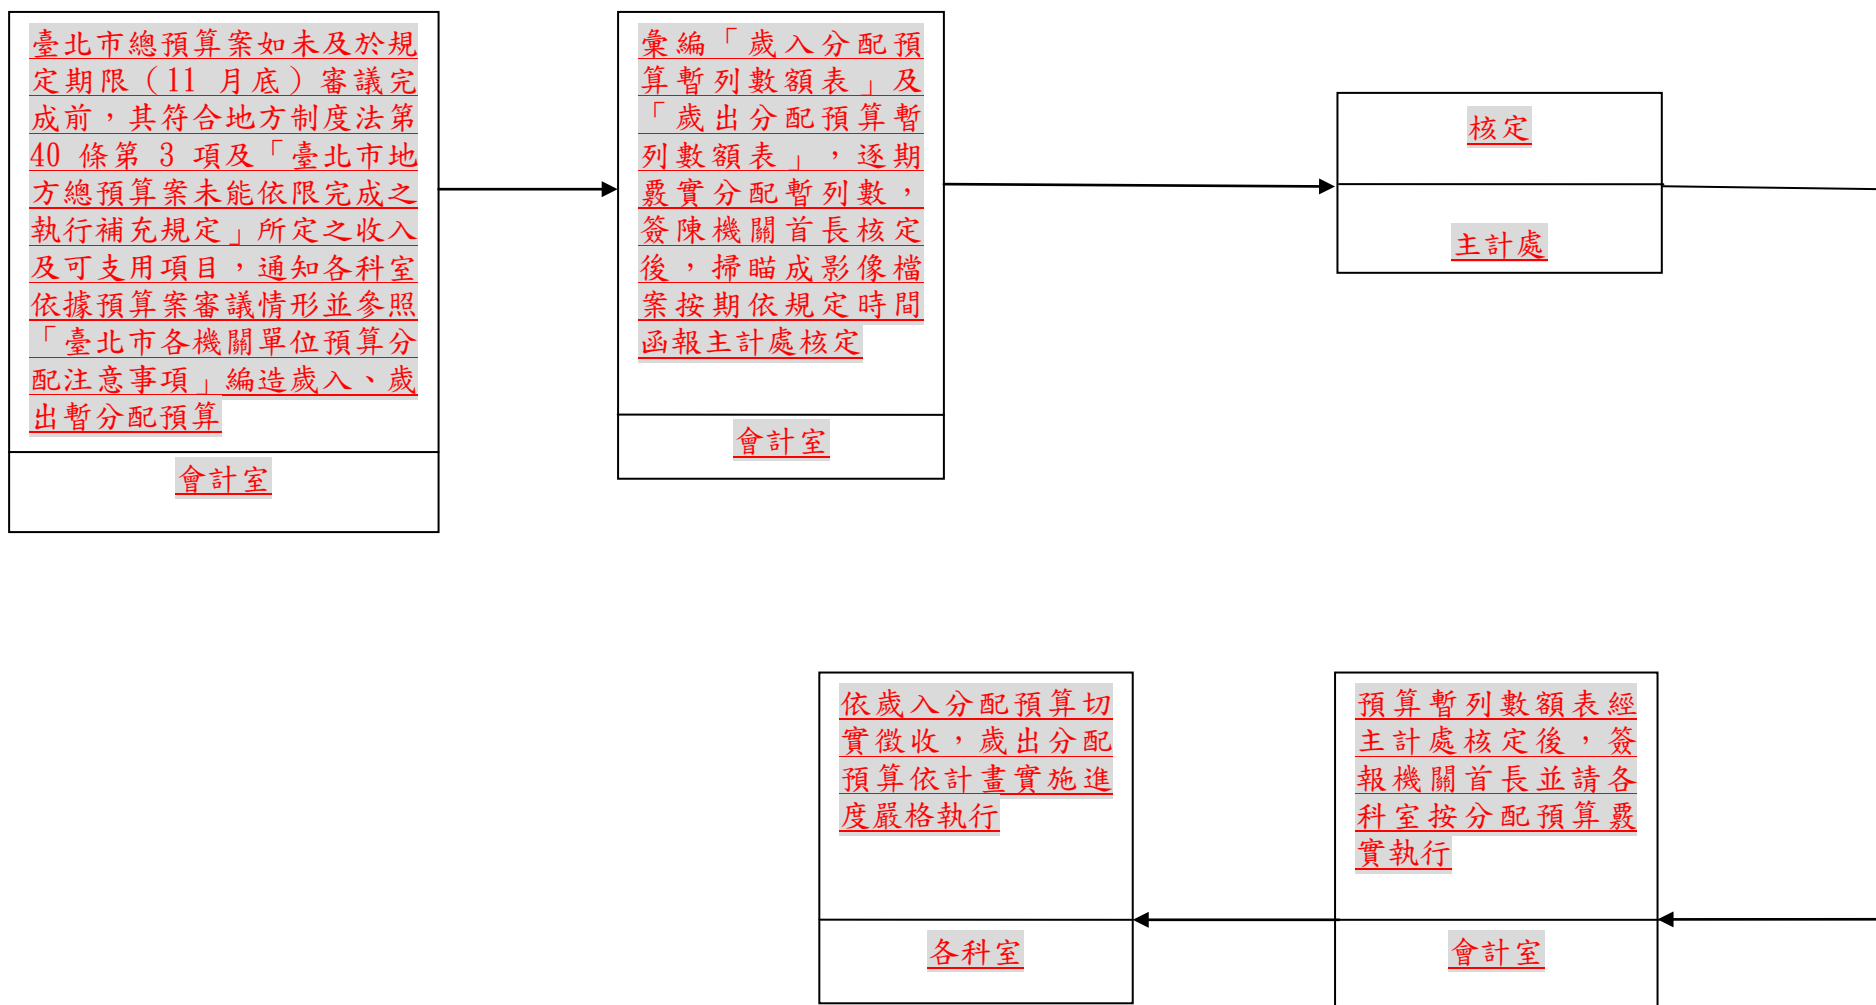 臺北市總預算案如未及於規
定期限（11 月底）審議完
成前，其符合地方制度法第
40 條第 3 項及「臺北市地
方總預算案未能依限完成之
執行補充規定」所定之收入
及可支用項目，通知各科室
依據預算案審議情形並參照
「臺北市各機關單位預算分
配注意事項」編造歲入、歲
出暫分配預算
會計室
彙編「歲入分配預
算暫列數額表」及
「歲出分配預算暫
列數額表」，逐期
覈實分配暫列數，
簽陳機關首長核定
後，掃瞄成影像檔
案按期依規定時間
函報主計處核定
會計室
核定
主計處
依歲入分配預算切
實徵收，歲出分配
預算依計畫實施進
度嚴格執行
各科室
預算暫列數額表經
主計處核定後，簽
報機關首長並請各
科室按分配預算覈
實執行
會計室